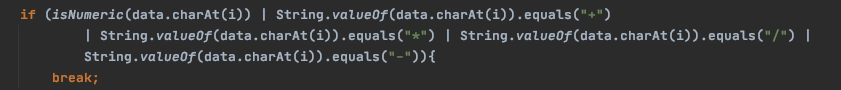 if (isNumeric(data.charAt(i)) | String.valueOf(data.charAt(i)).equals("+")
| String.valueOf(data.charAt(i)).equals("*") | String.valueOf(data.charAt(i)).equals("/") |
String.valueOf(data.charAt(i)).equals("-")){
break;